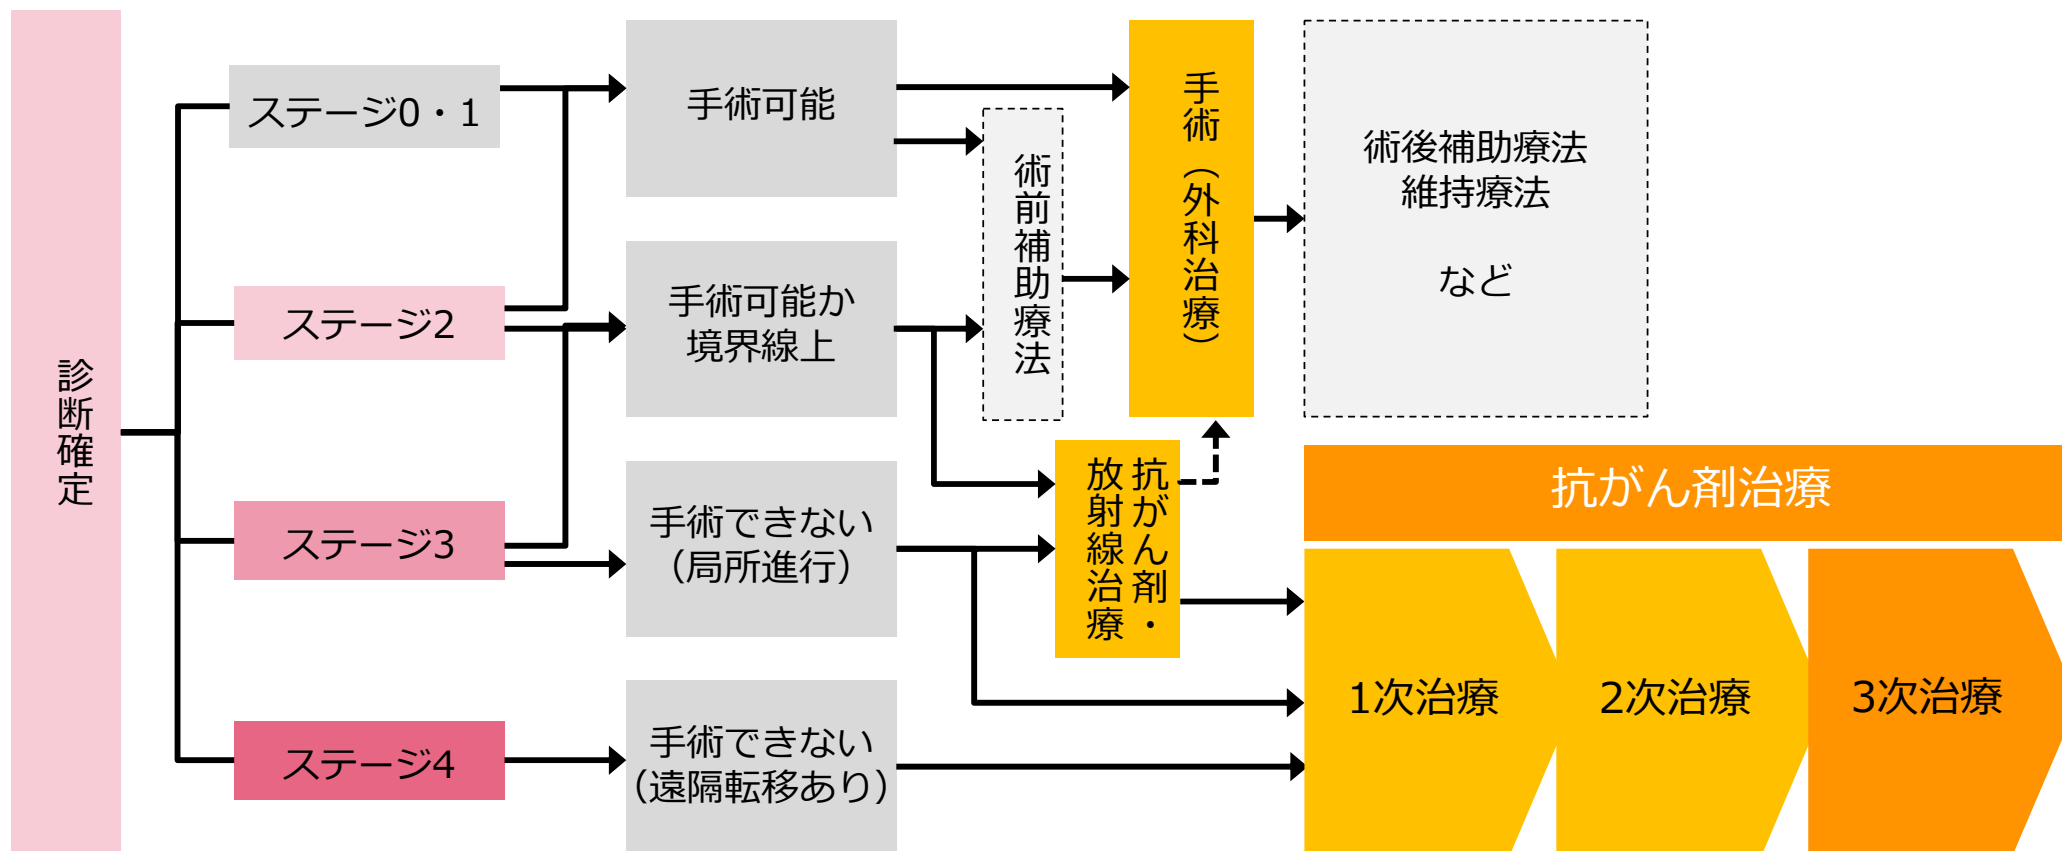 診断確定
ステージ0・1
ステージ2
ステージ3
ステージ4
手術可能
手術可能か
境界線上
手術できない
（局所進行）
手術できない
（遠隔転移あり）
術前補助療法
手術（外科治療）
抗がん剤・
放射線治療
術後補助療法
維持療法
など
抗がん剤治療
1次治療
2次治療
3次治療